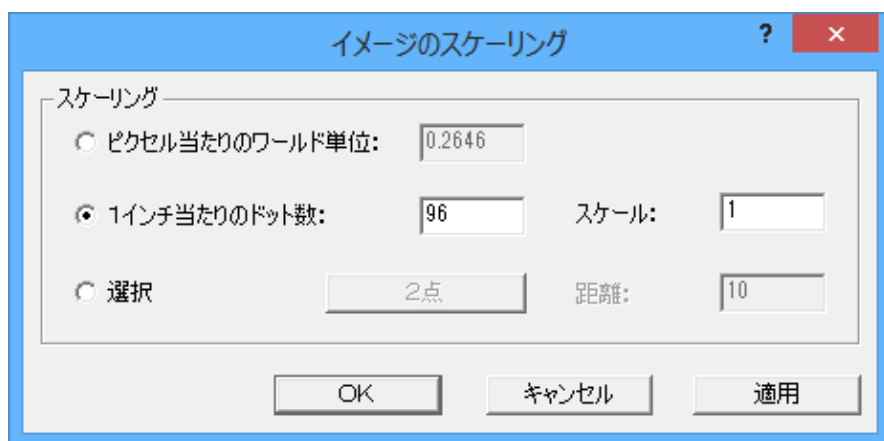 イメージのスケーリング ? ×
スケーリング
ピクセル当たりのワールド単位: 0.2646
1インチ当たりのドット数: 96 スケール: 1
選択 2点 距離: 10
OK キャンセル 適用